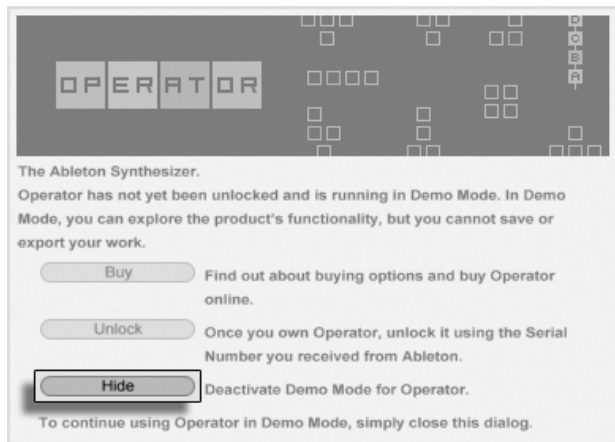 OPERATOR
D
C
B
A
The Ableton Synthesizer.
Operator has not yet been unlocked and is running in Demo Mode. In Demo
Mode, you can explore the product's functionality, but you cannot save or
export your work.
Buy
Find out about buying options and buy Operator
online.
Unlock
Once you own Operator, unlock it using the Serial
Number you received from Ableton.
Hide
Deactivate Demo Mode for Operator.
To continue using Operator in Demo Mode, simply close this dialog.